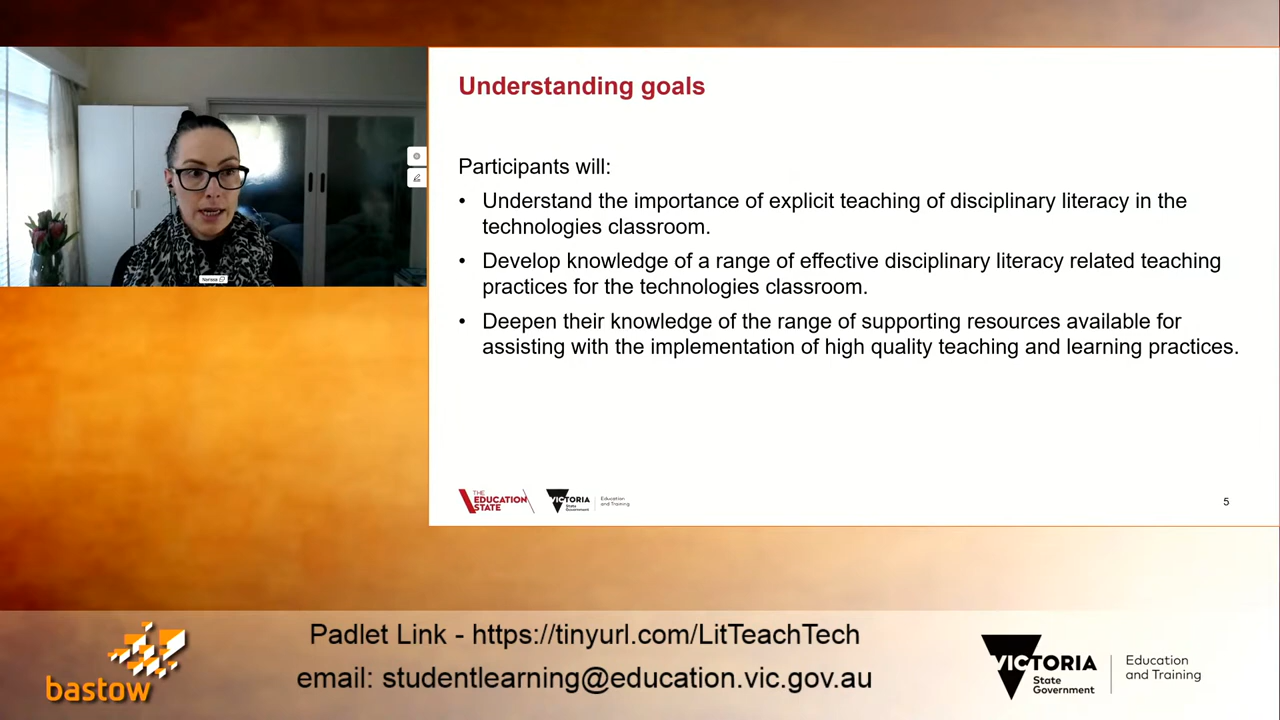 Understanding goals
Participants will:
• Understand the importance of explicit teaching of disciplinary literacy in the
technologies classroom.
• Develop knowledge of a range of effective disciplinary literacy related teaching
practices for the technologies classroom.
• Deepen their knowledge of the range of supporting resources available for
assisting with the implementation of high quality teaching and learning practices.
Narissa
THE
EDUCATION
STATE
VICTORIA
State
Government
Education
and Training
5
Padlet Link - https://tinyurl.com/LitTeachTech
email: studentlearning@education.vic.gov.au
bastow
VICTORIA
State
Government
Education
and Training